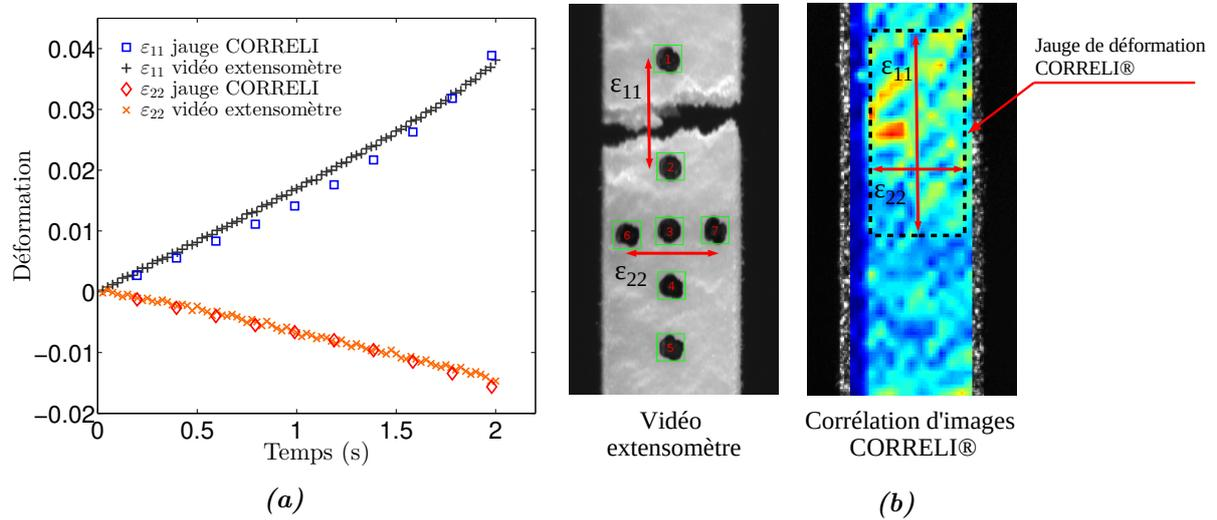 0.04
0.03
0.02
0.01
0
−0.01
−0.02
Déformation
ε11 jauge CORRELI
ε11 vidéo extensomètre
ε22 jauge CORRELI
ε22 vidéo extensomètre
0 0.5 1 1.5 2
Temps (s)
(a)
1
ε11
2
6 3 7
ε22
4
5
Vidéo
extensomètre
ε11
ε22
Jauge de déformation
CORRELI®
Corrélation d'images
CORRELI®
(b)